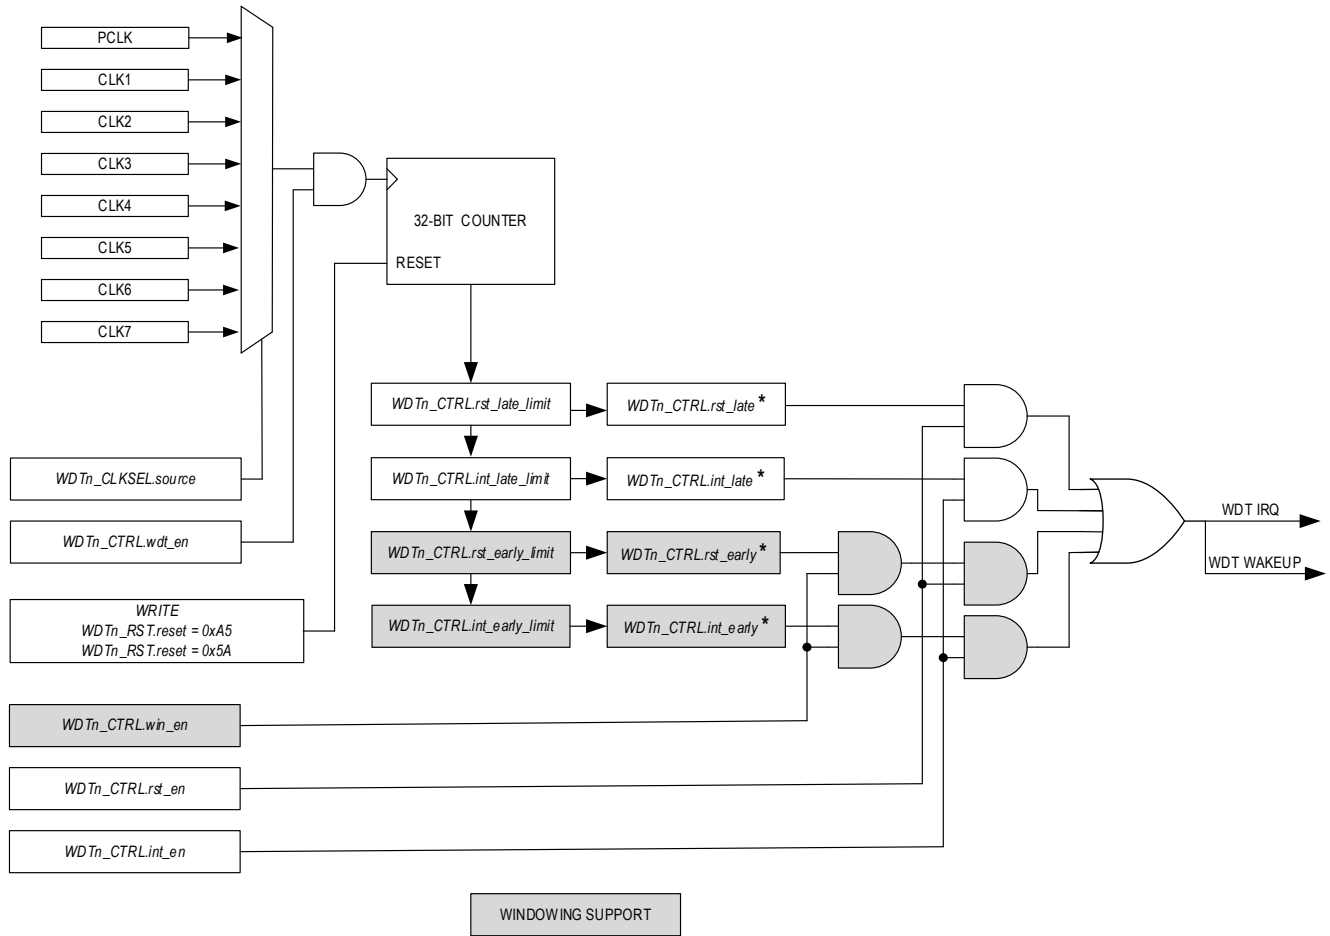 PCLK
CLK1
CLK2
CLK3
CLK4
CLK5
CLK6
CLK7
32-BIT COUNTER
RESET
WDTn_CTRL.rst_late_limit
WDTn_CTRL.rst_late *
WDTn_CLKSEL.source
WDTn_CTRL.int_late_limit
WDTn_CTRL.int_late *
WDT IRQ
WDTn_CTRL.wdt_en
WDTn_CTRL.rst_early_limit
WDTn_CTRL.rst_early *
WDT WAKEUP
WRITE
WDTn_RST.reset = 0xA5
WDTn_RST.reset = 0x5A
WDTn_CTRL.int_early_limit
WDTn_CTRL.int_early *
WDTn_CTRL.win_en
WDTn_CTRL.rst_en
WDTn_CTRL.int_en
WINDOWING SUPPORT